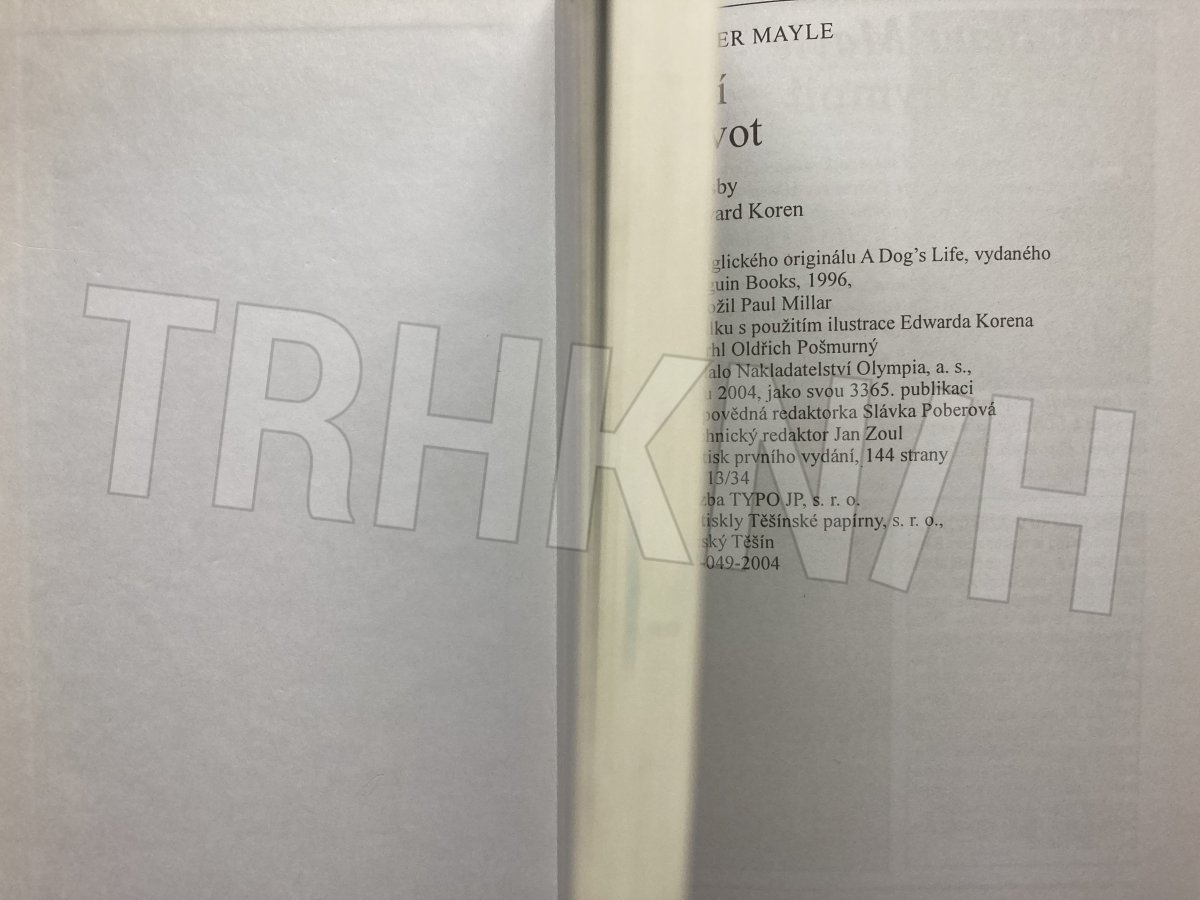 ER MAYLE
í
vot
by
ard Koren
glického originálu A Dog's Life, vydaného
uin Books, 1996,
ožil Paul Millar
lku s použitím ilustrace Edwarda Korena
rhl Oldřich Pošmurný
alo Nakladatelství Olympia, a. s.,
2004, jako svou 3365. publikaci
povědná redaktorka Slávka Poberová
hnický redaktor Jan Zoul
tisk prvního vydání, 144 strany
13/34
zba TYPO JP, s. r. o.
tiskly Těšínské papírny, s. r. o.,
ský Těšín
-049-2004
TRHKNIH